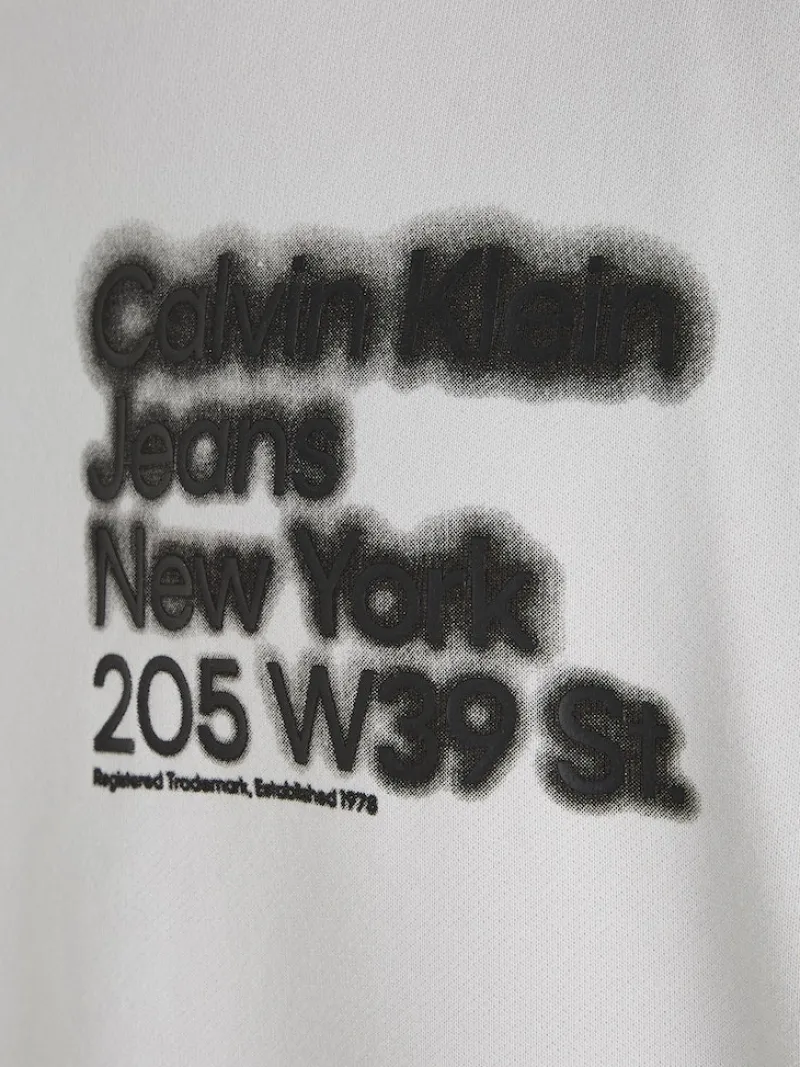 Calvin Klein
Jeans
New York
205 W39 St.
Registered Trademark, Established 1978